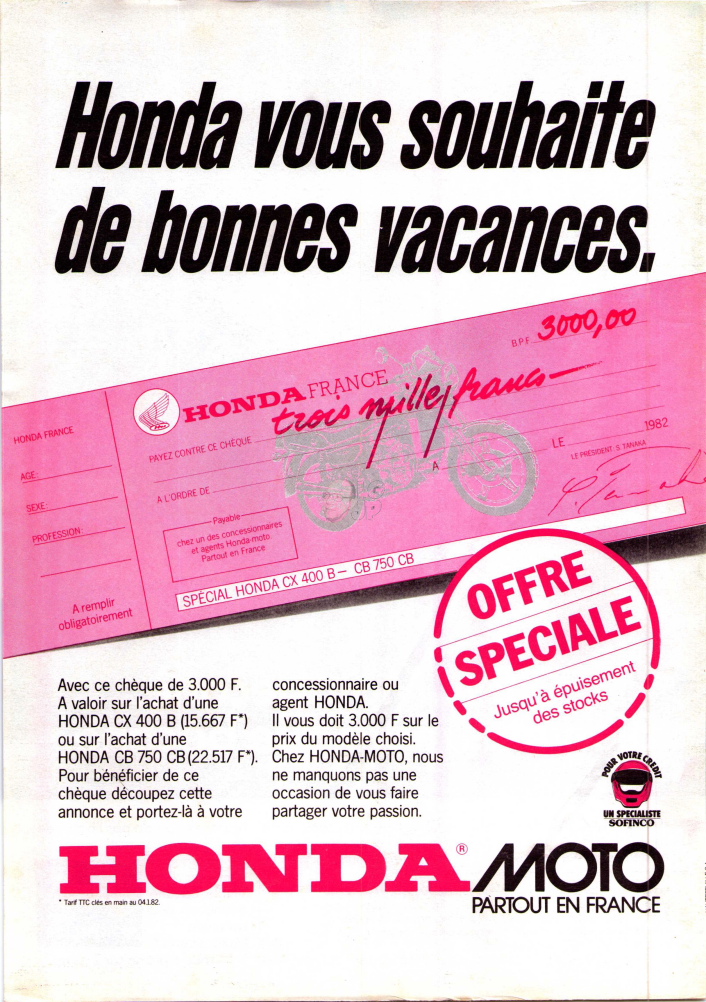 Honda vous souhaite
de bonnes vacances.
HONDA FRANCE
AGE:
SEXE:
PROFESSION:
A remplir
obligatoirement
HONDA FRANCE
B.P.F. 3000,00
PAYEZ CONTRE CE CHÈQUE trois mille francs
A L'ORDRE DE
A
LE 1982
LE PRÉSIDENT: S. TANAKA
Payable
chez un des concessionnaires
et agents Honda-moto
Partout en France
SPÉCIAL HONDA CX 400 B – CB 750 CB
OFFRE
SPECIALE
Jusqu'à épuisement
des stocks
Avec ce chèque de 3.000 F.
A valoir sur l'achat d'une
HONDA CX 400 B (15.667 F*)
ou sur l'achat d'une
HONDA CB 750 CB (22.517 F*).
Pour bénéficier de ce
chèque découpez cette
annonce et portez-là à votre
concessionnaire ou
agent HONDA.
Il vous doit 3.000 F sur le
prix du modèle choisi.
Chez HONDA-MOTO, nous
ne manquons pas une
occasion de vous faire
partager votre passion.
POUR VOTRE CREDIT
UN SPECIALISTE
SOFINCO
HONDA® MOTO
PARTOUT EN FRANCE
* Tarif TTC clés en main au 04.1.82.